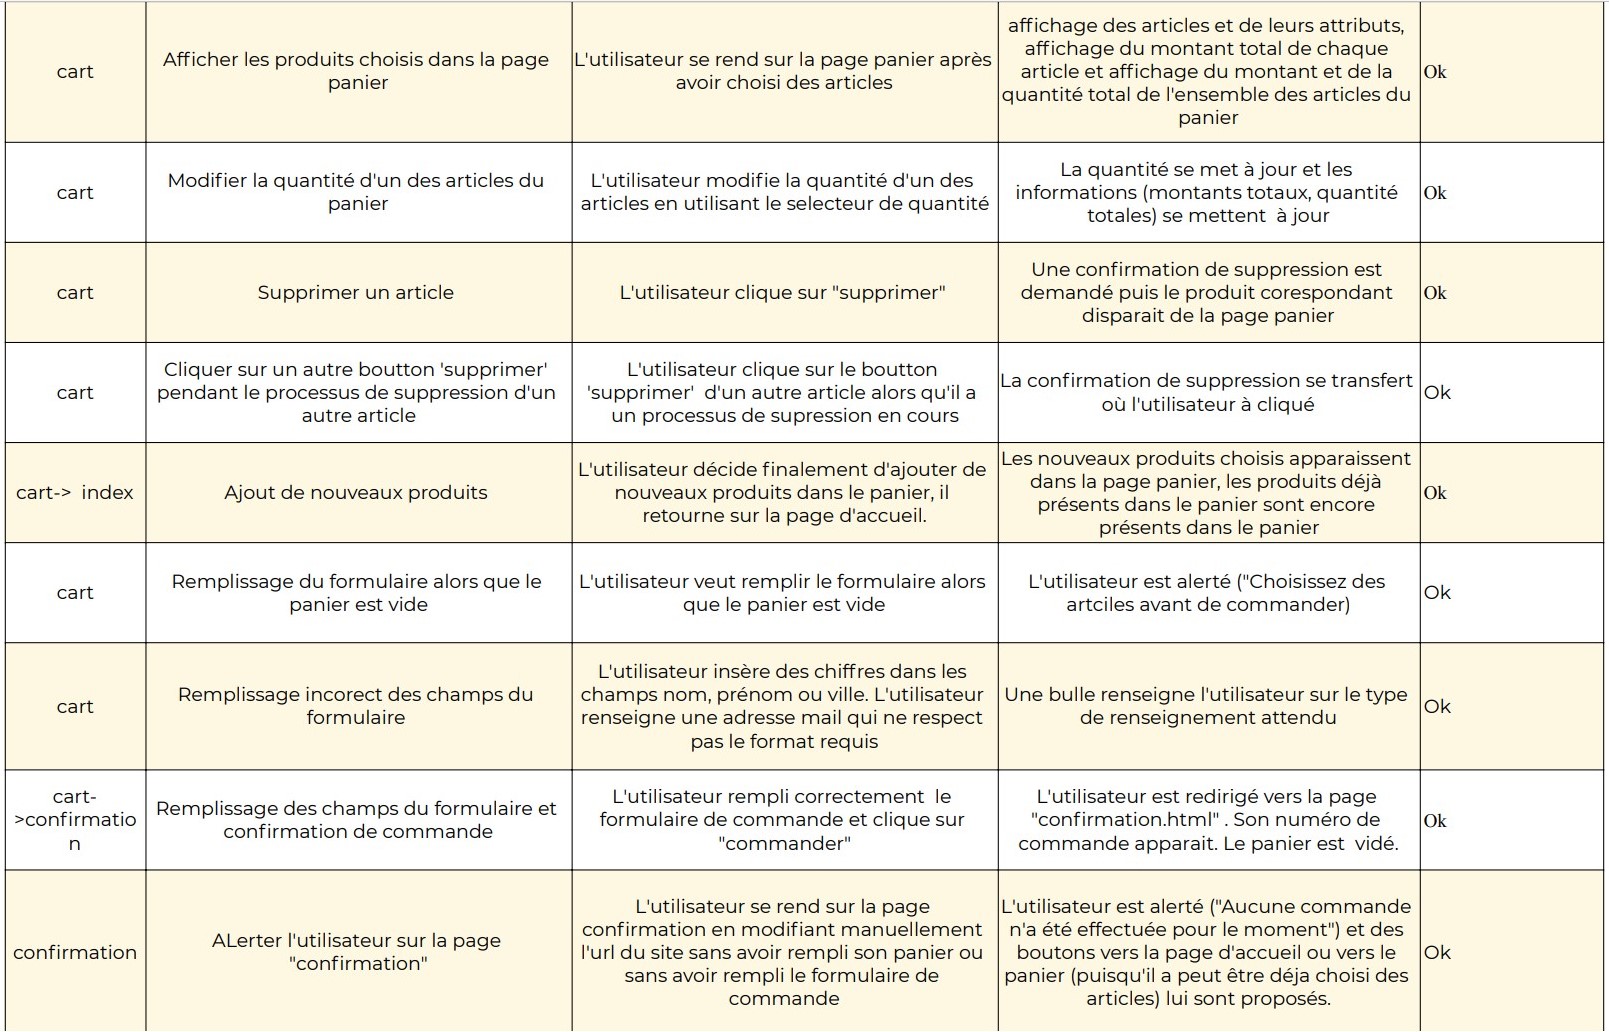 cart
Afficher les produits choisis dans la page
panier
L'utilisateur se rend sur la page panier après
avoir choisi des articles
affichage des articles et de leurs attributs,
affichage du montant total de chaque
article et affichage du montant et de la
quantité total de l'ensemble des articles du
panier
Ok
cart
Modifier la quantité d'un des articles du
panier
L'utilisateur modifie la quantité d'un des
articles en utilisant le selecteur de quantité
La quantité se met à jour et les
informations (montants totaux, quantité
totales) se mettent  à jour
Ok
cart
Supprimer un article
L'utilisateur clique sur "supprimer"
Une confirmation de suppression est
demandé puis le produit corespondant
disparait de la page panier
Ok
cart
Cliquer sur un autre boutton 'supprimer'
pendant le processus de suppression d'un
autre article
L'utilisateur clique sur le boutton
'supprimer'  d'un autre article alors qu'il a
un processus de supression en cours
La confirmation de suppression se transfert
où l'utilisateur à cliqué
Ok
cart->  index
Ajout de nouveaux produits
L'utilisateur décide finalement d'ajouter de
nouveaux produits dans le panier, il
retourne sur la page d'accueil.
Les nouveaux produits choisis apparaissent
dans la page panier, les produits déjà
présents dans le panier sont encore
présents dans le panier
Ok
cart
Remplissage du formulaire alors que le
panier est vide
L'utilisateur veut remplir le formulaire alors
que le panier est vide
L'utilisateur est alerté ("Choisissez des
artciles avant de commander)
Ok
cart
Remplissage incorect des champs du
formulaire
L'utilisateur insère des chiffres dans les
champs nom, prénom ou ville. L'utilisateur
renseigne une adresse mail qui ne respect
pas le format requis
Une bulle renseigne l'utilisateur sur le type
de renseignement attendu
Ok
cart-
>confirmatio
n
Remplissage des champs du formulaire et
confirmation de commande
L'utilisateur rempli correctement  le
formulaire de commande et clique sur
"commander"
L'utilisateur est redirigé vers la page
"confirmation.html" . Son numéro de
commande apparait. Le panier est  vidé.
Ok
confirmation
ALerter l'utilisateur sur la page
"confirmation"
L'utilisateur se rend sur la page
confirmation en modifiant manuellement
l'url du site sans avoir rempli son panier ou
sans avoir rempli le formulaire de
commande
L'utilisateur est alerté ("Aucune commande
n'a été effectuée pour le moment") et des
boutons vers la page d'accueil ou vers le
panier (puisqu'il a peut être déja choisi des
articles) lui sont proposés.
Ok